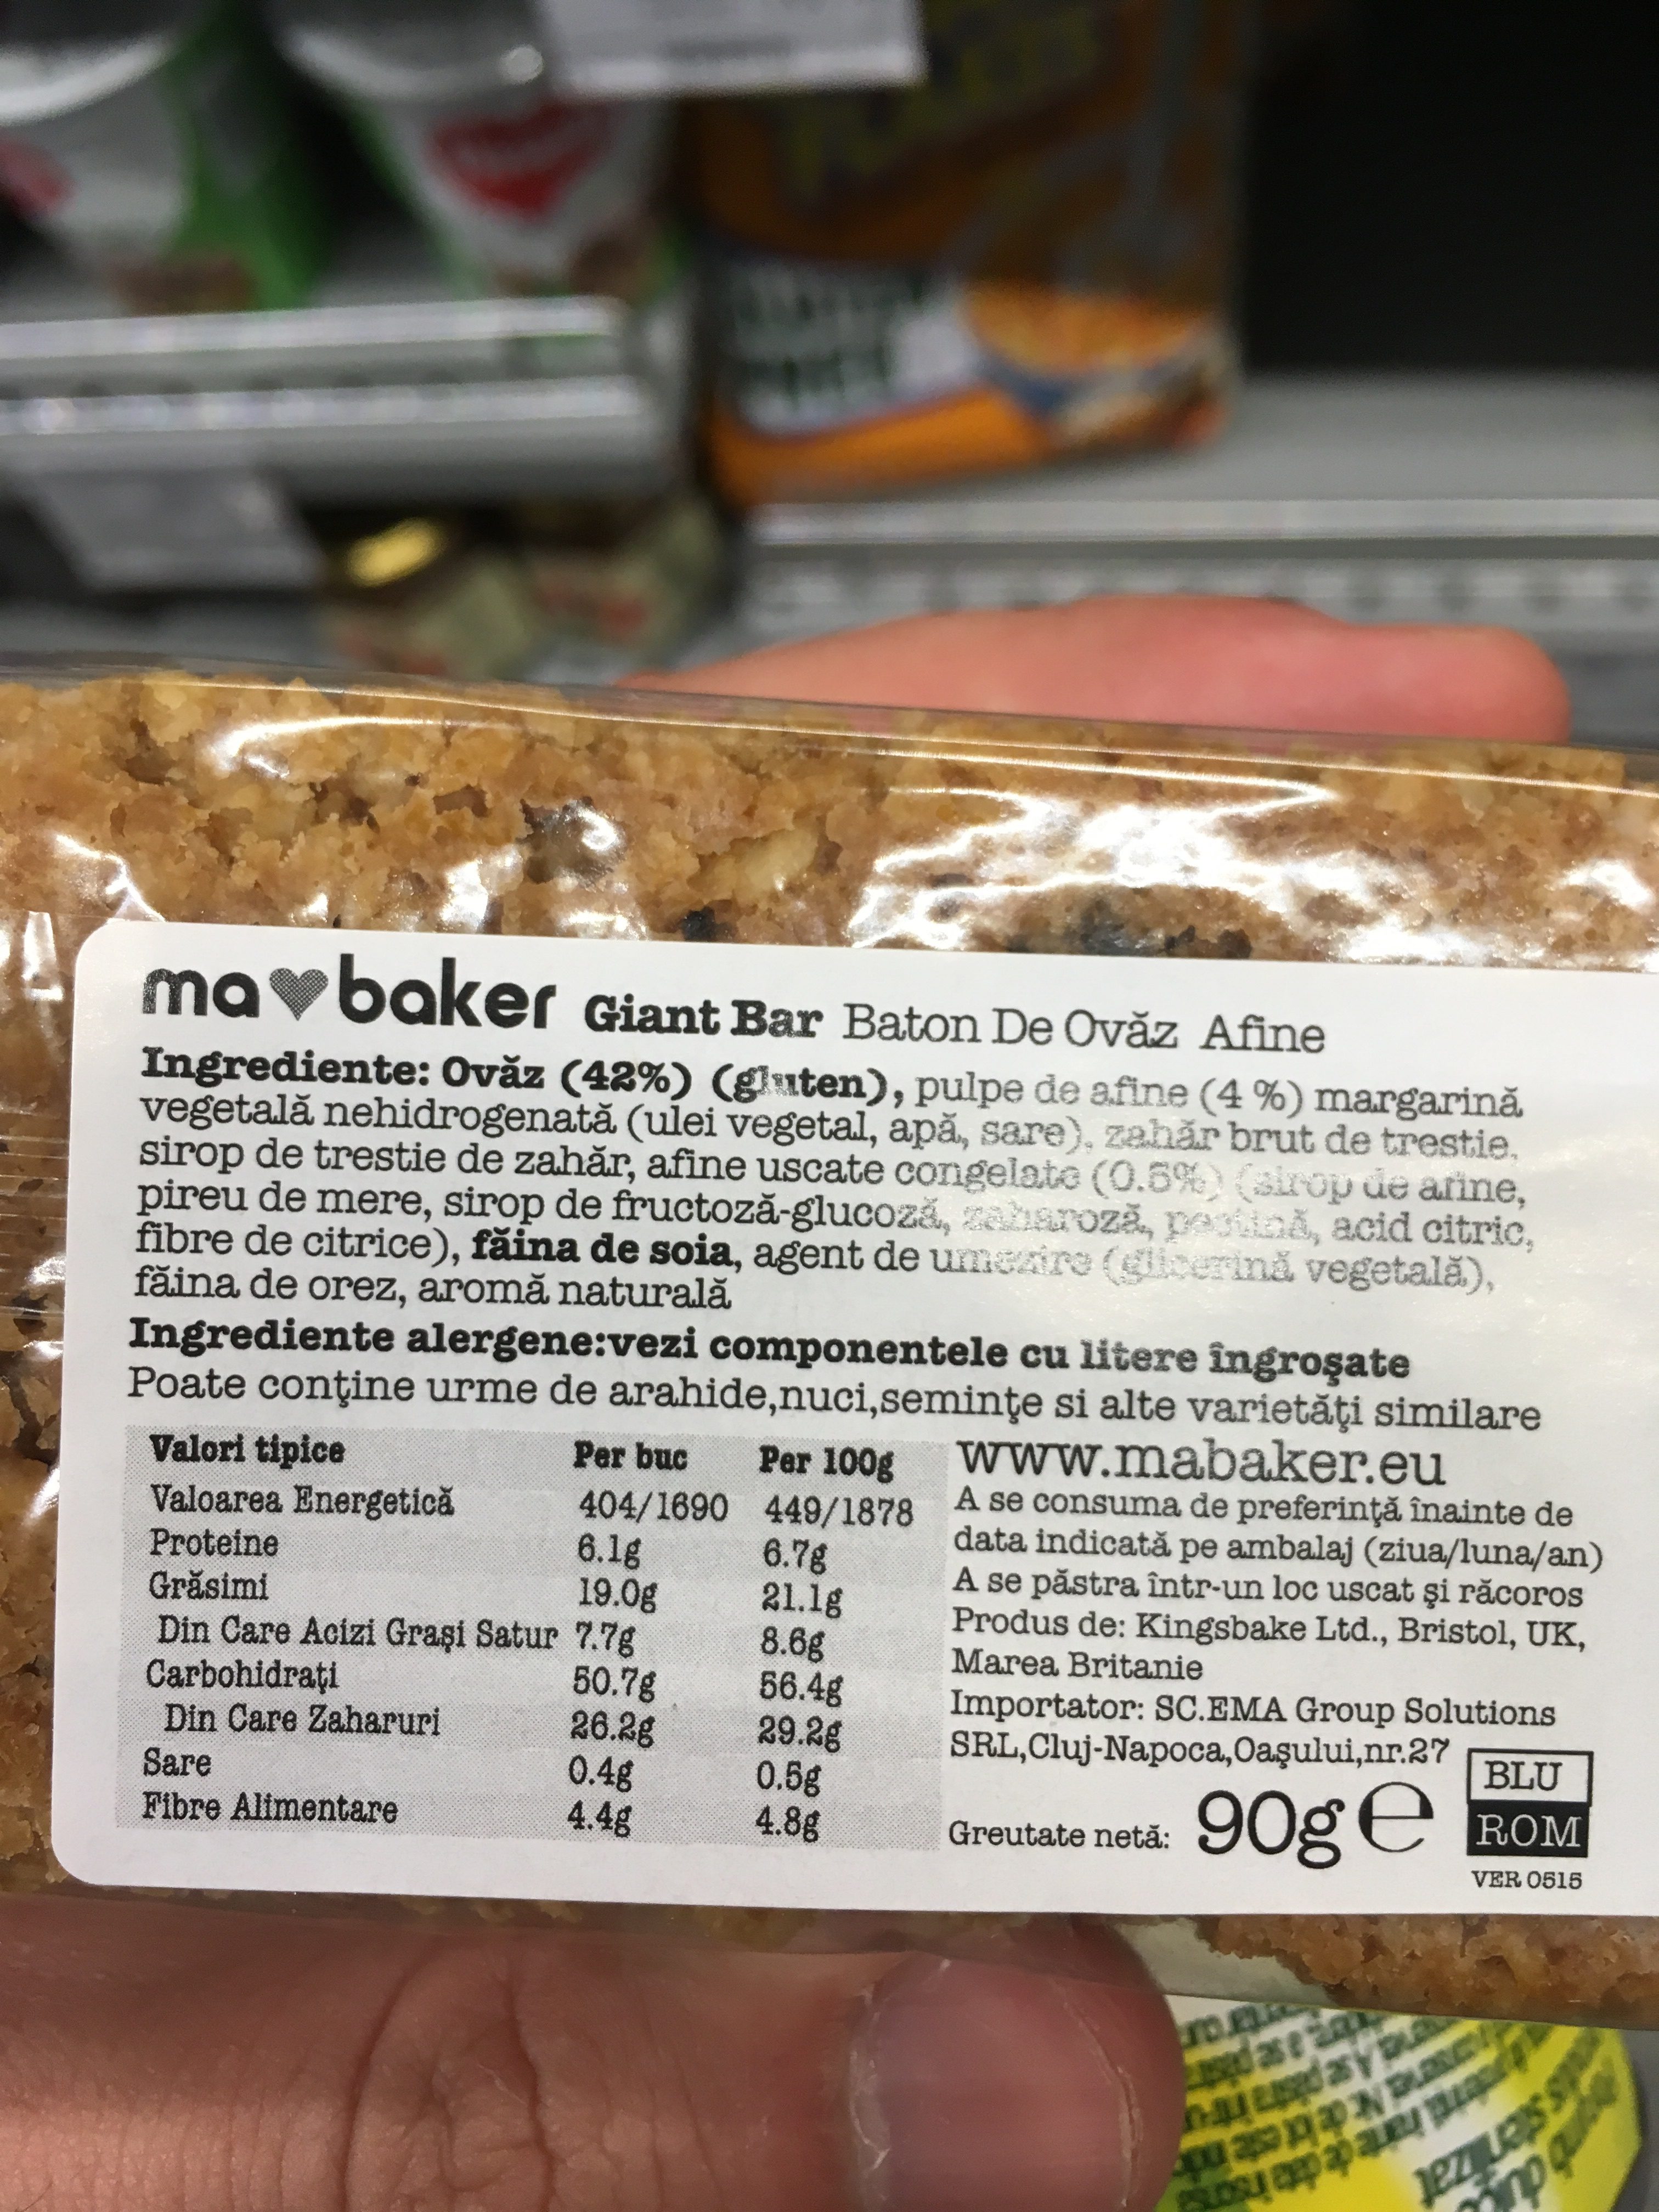 ma baker Giant Bar Baton De Ovăz Afine
Ingrediente: Ovăz (42%) (gluten), pulpe de afine (4 %) margarină
vegetală nehidrogenată (ulei vegetal, apă, sare), zahăr brut de trestie,
sirop de trestie de zahăr, afine uscate congelate (0.5%) (sirop de afine,
pireu de mere, sirop de fructoză-glucoză, zaharoză, pectină, acid citric,
fibre de citrice), făina de soia, agent de umezire (glicerină vegetală),
făina de orez, aromă naturală
Ingrediente alergene:vezi componentele cu litere îngroşate
Poate conţine urme de arahide,nuci,seminţe si alte varietăţi similare
Valori tipice Per buc Per 100g
Valoarea Energetică 404/1690 449/1878
Proteine 6.1g 6.7g
Grăsimi 19.0g 21.1g
Din Care Acizi Graşi Satur 7.7g 8.6g
Carbohidraţi 50.7g 56.4g
Din Care Zaharuri 26.2g 29.2g
Sare 0.4g 0.5g
Fibre Alimentare 4.4g 4.8g
www.mabaker.eu
A se consuma de preferinţă înainte de
data indicată pe ambalaj (ziua/luna/an)
A se păstra într-un loc uscat şi răcoros
Produs de: Kingsbake Ltd., Bristol, UK,
Marea Britanie
Importator: SC.EMA Group Solutions
SRL,Cluj-Napoca,Oaşului,nr.27
Greutate netă: 90g e
BLU
ROM
VER 0515